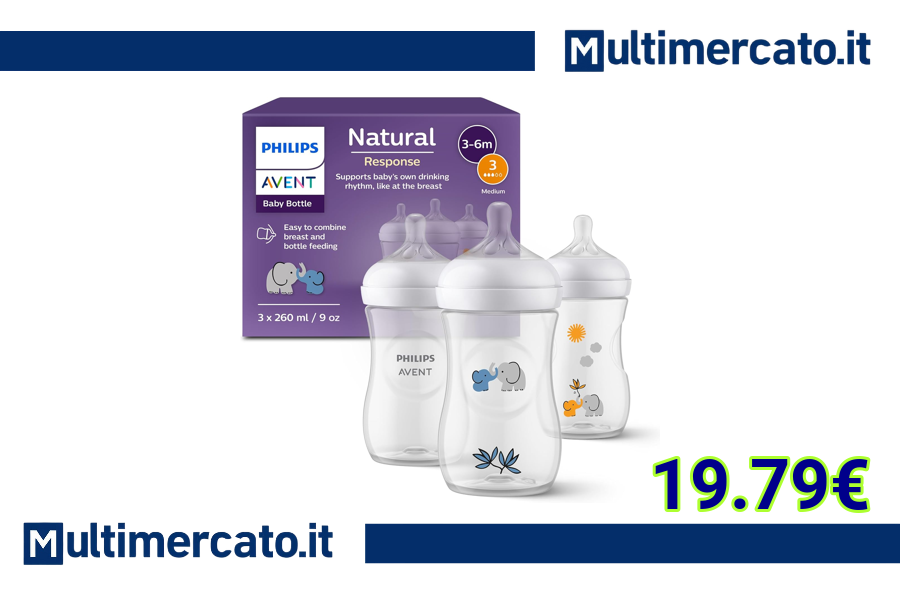 Multimercato.it
PHILIPS
AVENT
Baby Bottle
Natural
Response
Supports baby's own drinking
rhythm, like at the breast
3-6m
3
Medium
Easy to combine
breast and
bottle feeding
3 x 260 ml / 9 oz
PHILIPS
AVENT
19.79€
Multimercato.it